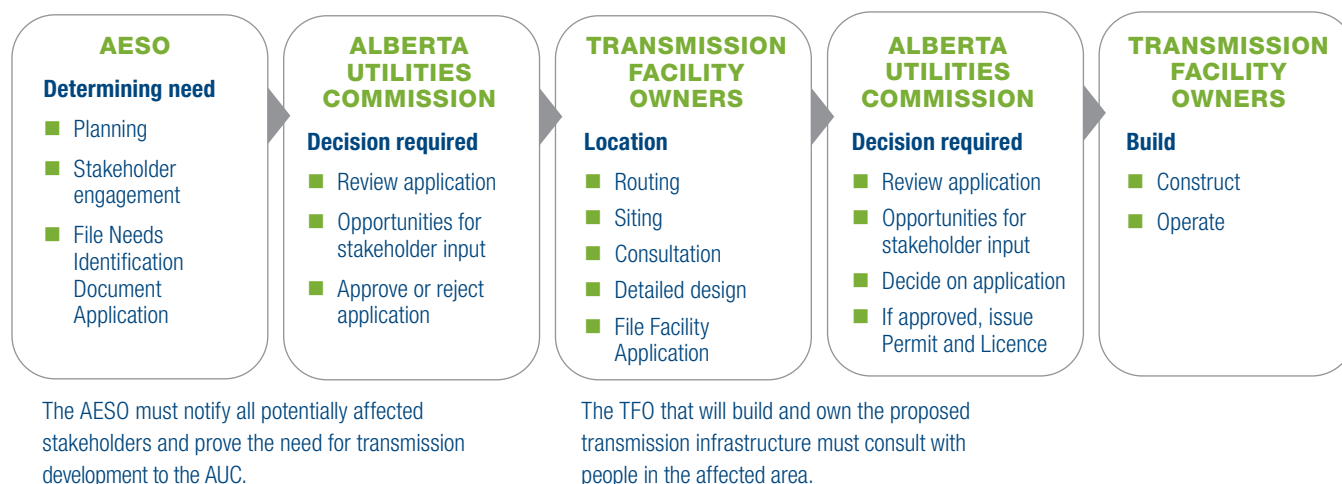 AESO
Determining need
Planning
Stakeholder
engagement
File Needs
Identification
Document
Application
ALBERTA
UTILITIES
COMMISSION
Decision required
Review application
Opportunities for
stakeholder input
Approve or reject
application
TRANSMISSION
FACILITY
OWNERS
Location
Routing
Siting
Consultation
Detailed design
File Facility
Application
ALBERTA
UTILITIES
COMMISSION
Decision required
Review application
Opportunities for
stakeholder input
Decide on application
If approved, issue
Permit and Licence
TRANSMISSION
FACILITY
OWNERS
Build
Construct
Operate
The AESO must notify all potentially affected
stakeholders and prove the need for transmission
development to the AUC.
The TFO that will build and own the proposed
transmission infrastructure must consult with
people in the affected area.